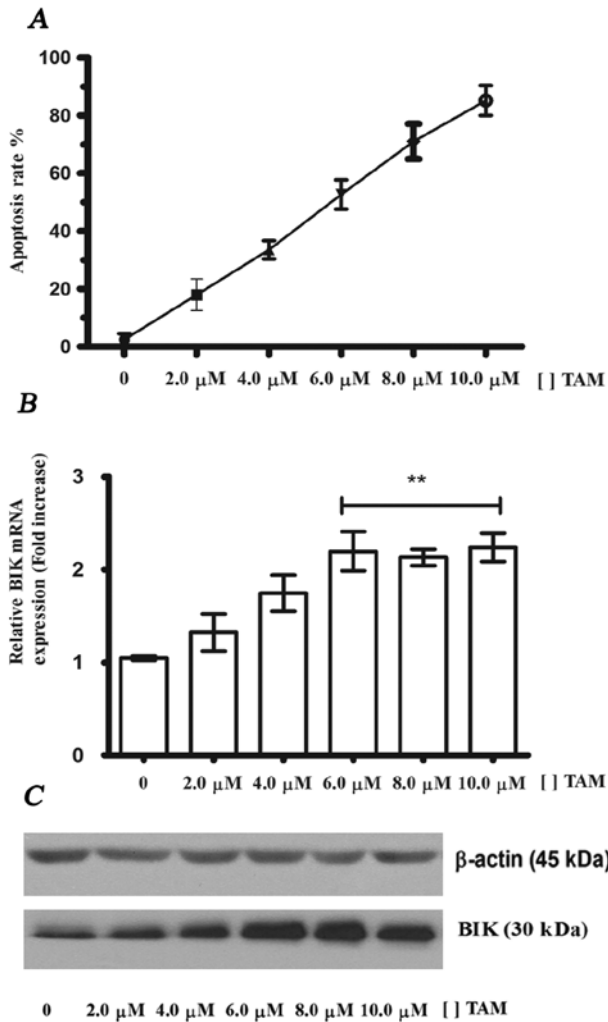 A
100
80
60
40
20
0
Apoptosis rate %
0 2.0 μM 4.0 μM 6.0 μM 8.0 μM 10.0 μM [ ] TAM
B
3
2
1
0
Relative BIK mRNA
expression (Fold increase)
**
0 2.0 μM 4.0 μM 6.0 μM 8.0 μM 10.0 μM [ ] TAM
C
β-actin (45 kDa)
BIK (30 kDa)
0 2.0 μM 4.0 μM 6.0 μM 8.0 μM 10.0 μM [ ] TAM